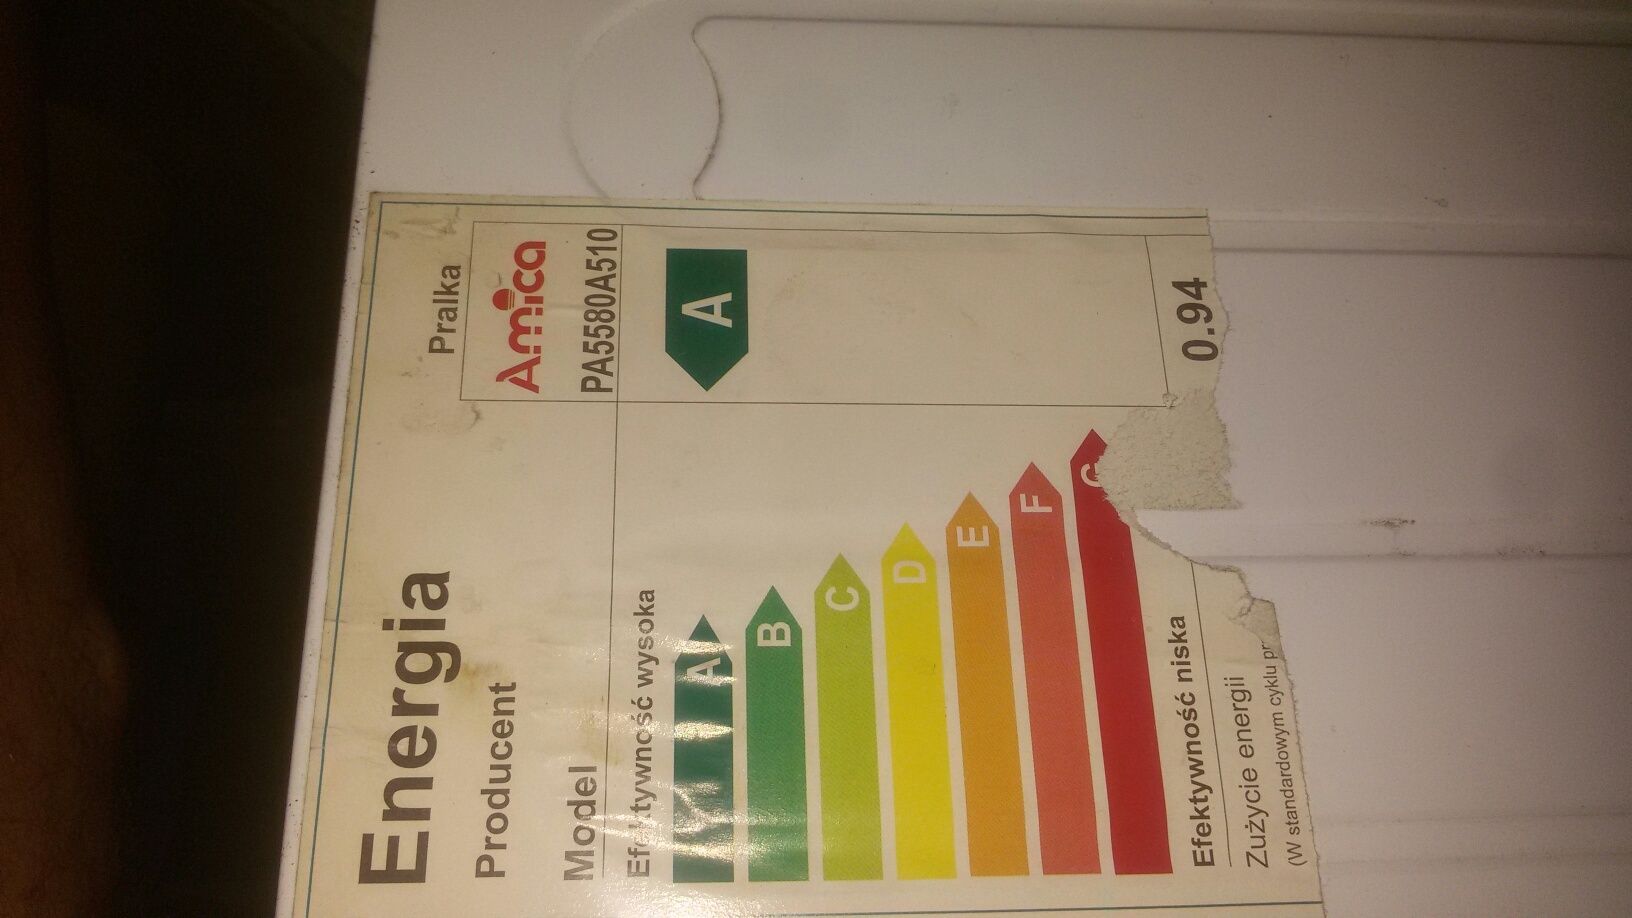 Energia
Pralka
Producent
Amica
Model
PA5580A510
Efektywność wysoka
A
A
B
C
D
E
F
G
Efektywność niska
Zużycie energii
0.94
(W standardowym cyklu